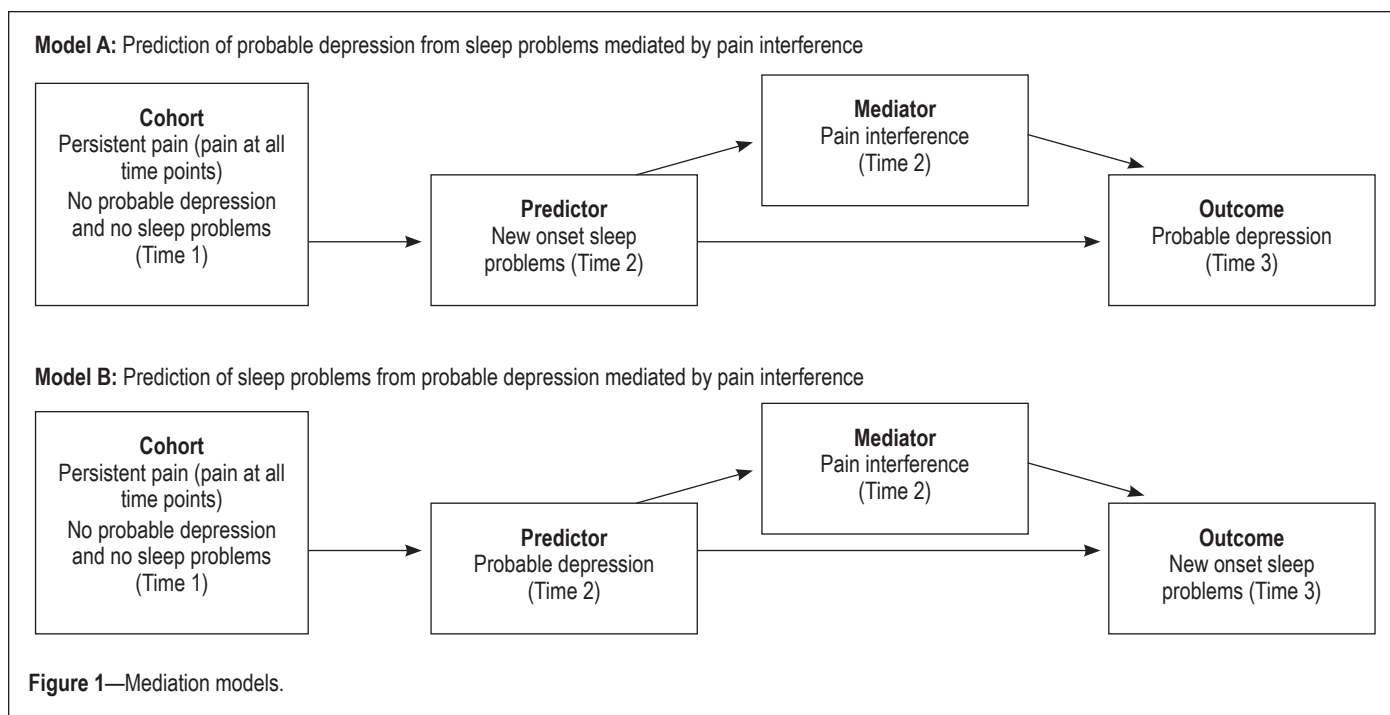 Model A: Prediction of probable depression from sleep problems mediated by pain interference
Cohort
Persistent pain (pain at all
time points)
No probable depression
and no sleep problems
(Time 1)
Predictor
New onset sleep
problems (Time 2)
Mediator
Pain interference
(Time 2)
Outcome
Probable depression
(Time 3)
Model B: Prediction of sleep problems from probable depression mediated by pain interference
Cohort
Persistent pain (pain at all
time points)
No probable depression
and no sleep problems
(Time 1)
Predictor
Probable depression
(Time 2)
Mediator
Pain interference
(Time 2)
Outcome
New onset sleep
problems (Time 3)
Figure 1—Mediation models.